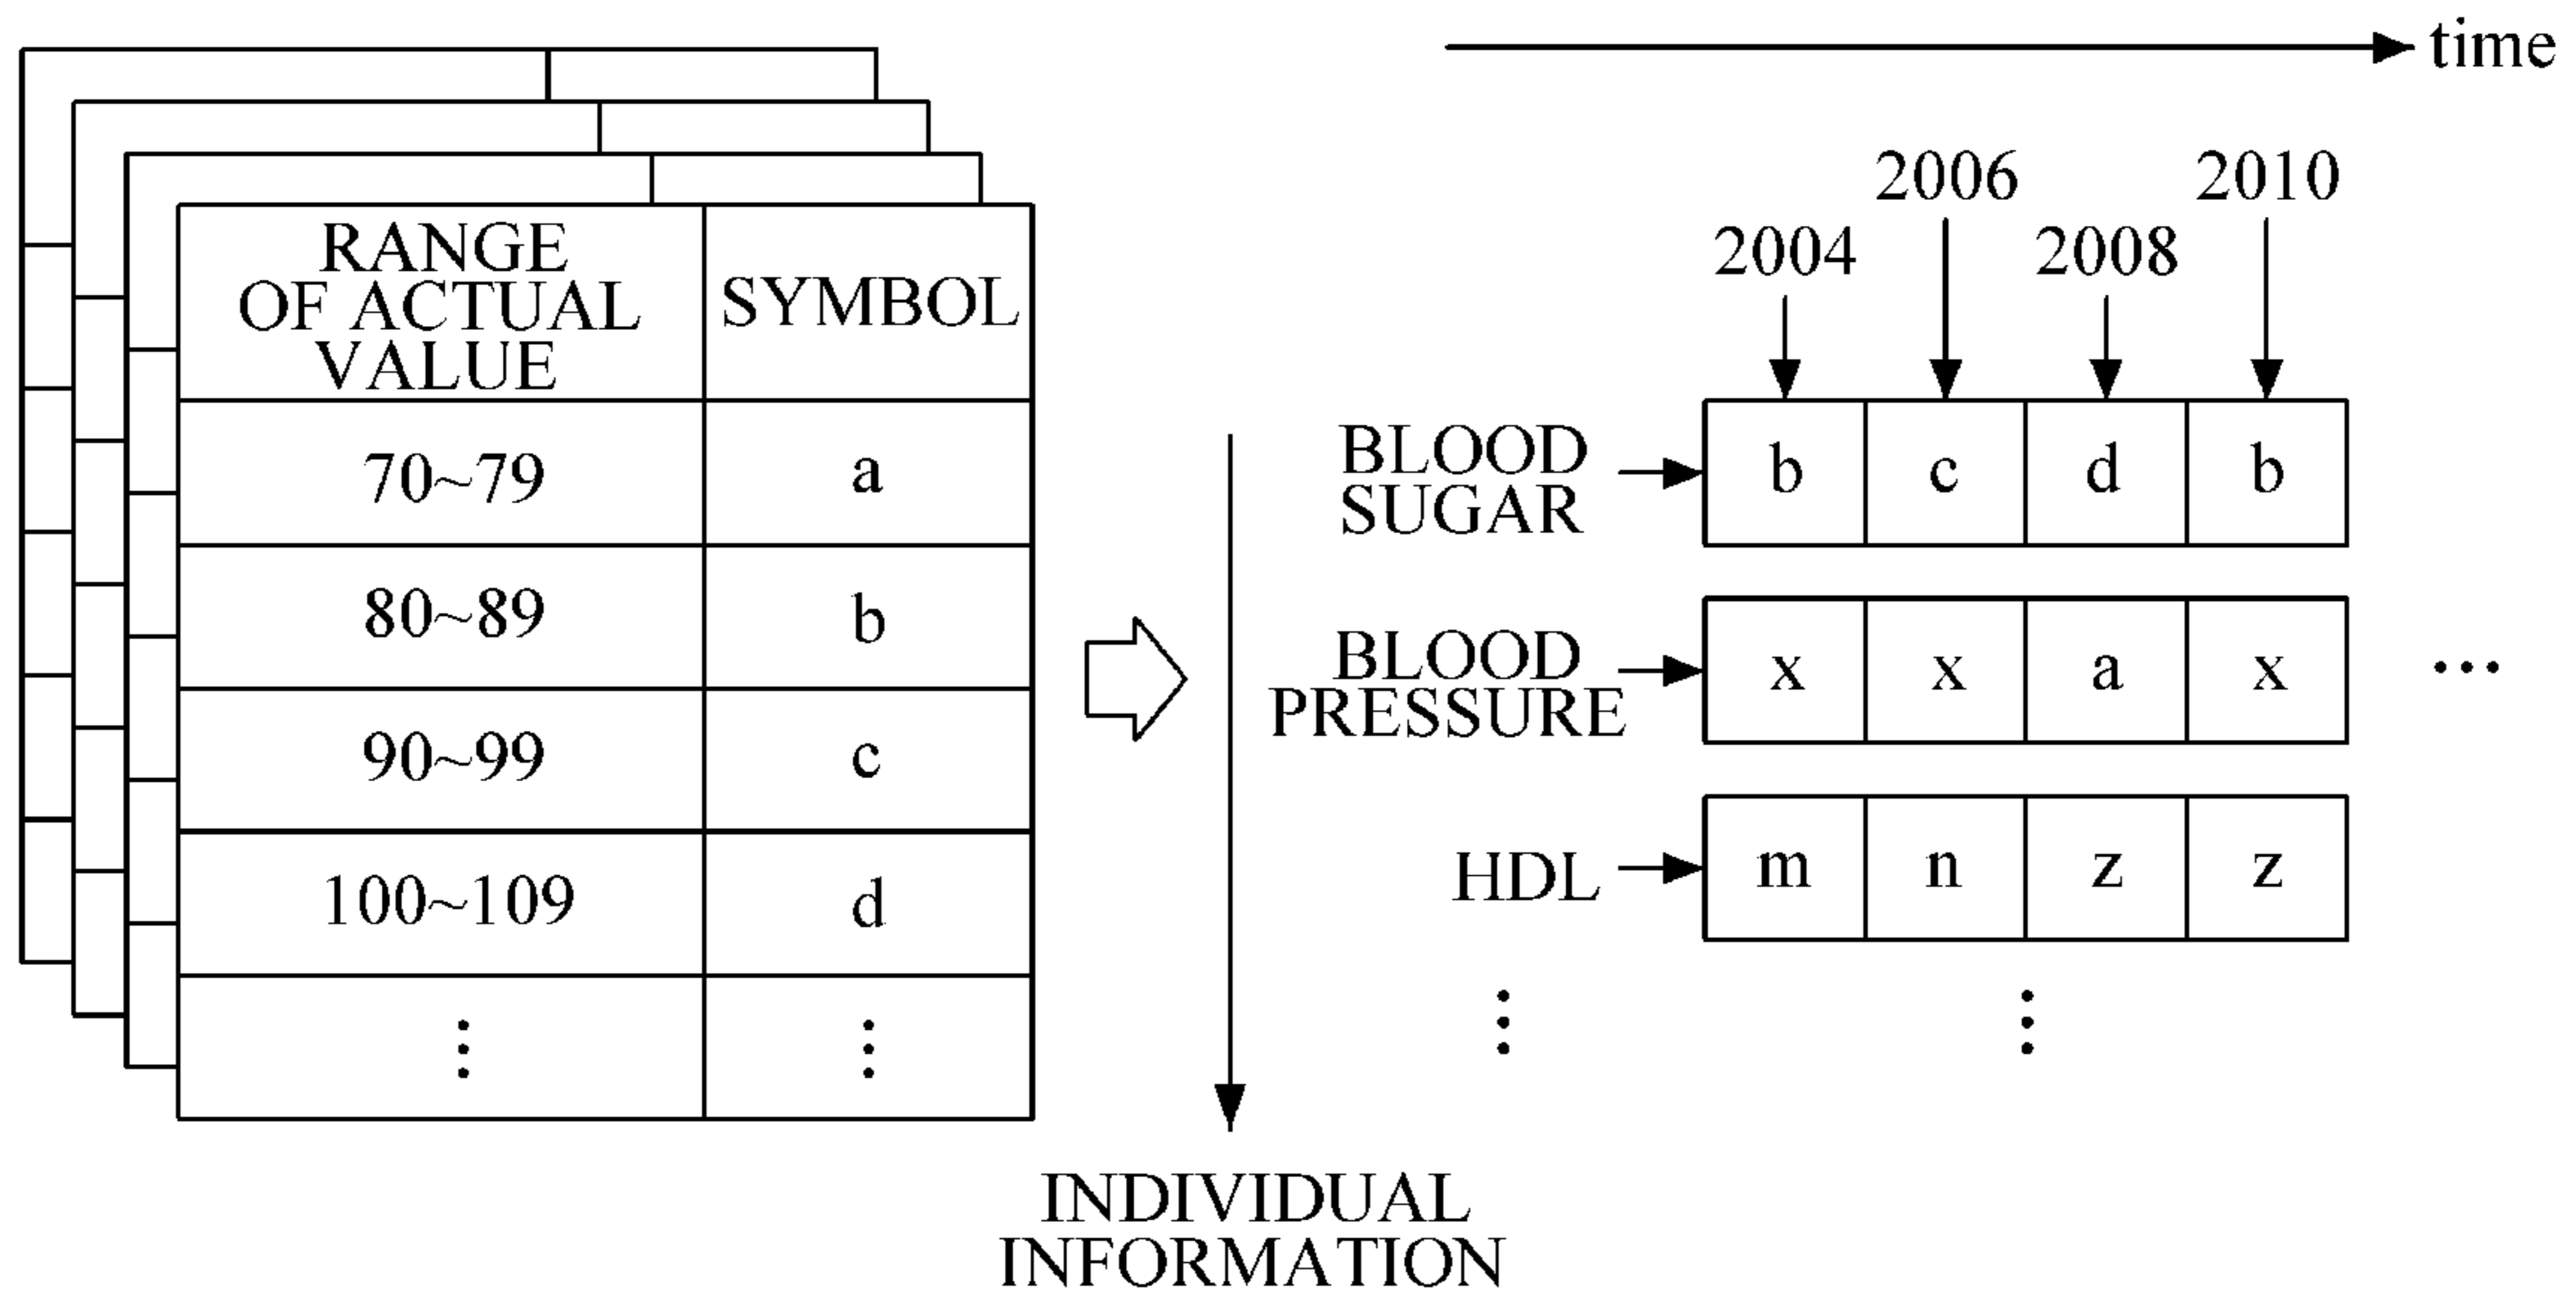 time
RANGE
OF ACTUAL
VALUE
SYMBOL
70~79 a
80~89 b
90~99 c
100~109 d
2004 2006 2008 2010
BLOOD
SUGAR
b c d b
BLOOD
PRESSURE
x x a x
HDL
m n z z
INDIVIDUAL
INFORMATION